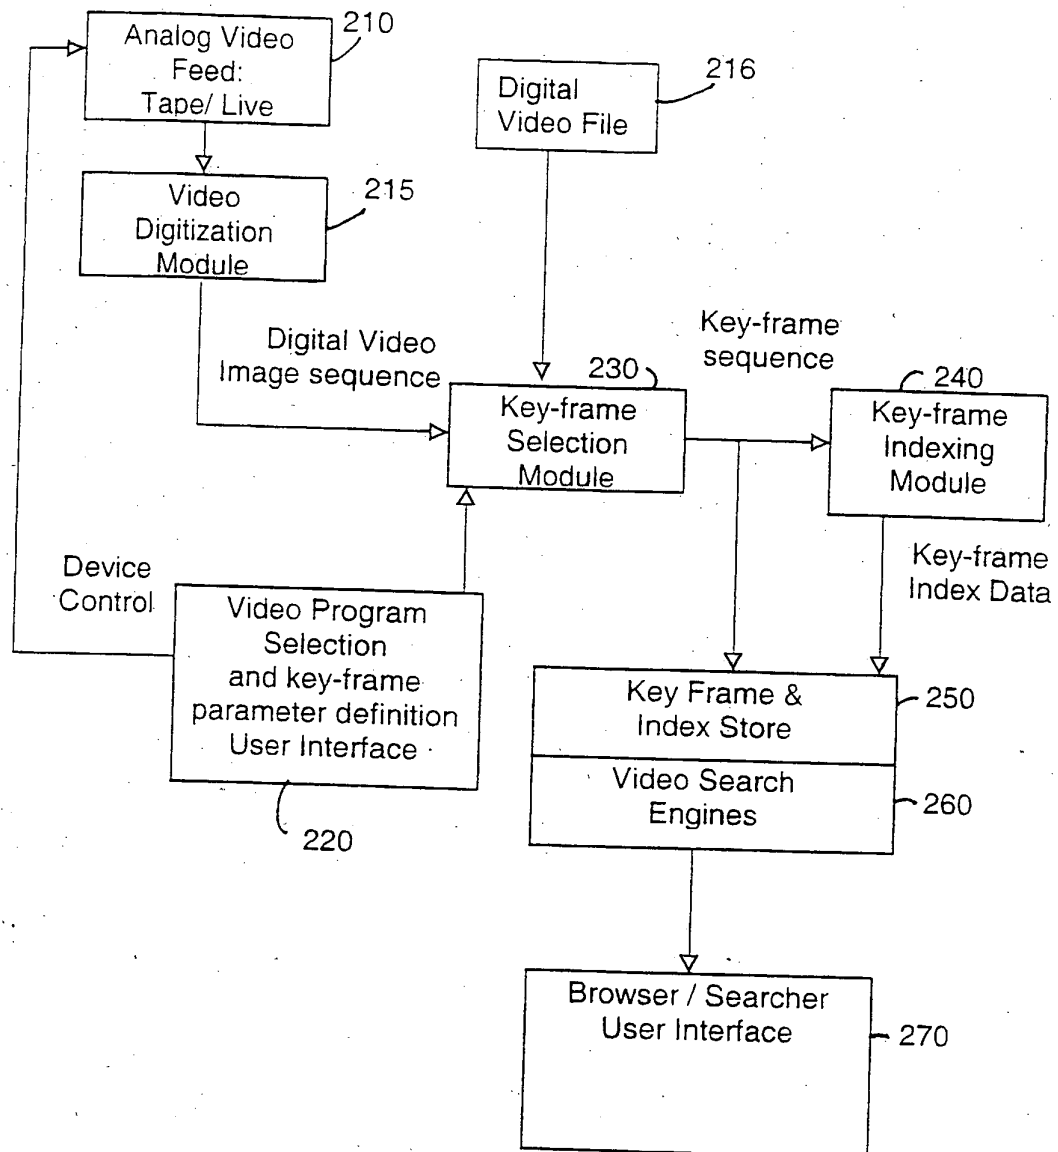 Analog Video
Feed:
Tape/ Live
210
Digital
Video File
216
Video
Digitization
Module
215
Digital Video
Image sequence
Key-frame
sequence
230
Key-frame
Selection
Module
240
Key-frame
Indexing
Module
Device
Control
Key-frame
Index Data
Video Program
Selection
and key-frame
parameter definition
User Interface
220
Key Frame &
Index Store
250
Video Search
Engines
260
Browser / Searcher
User Interface
270